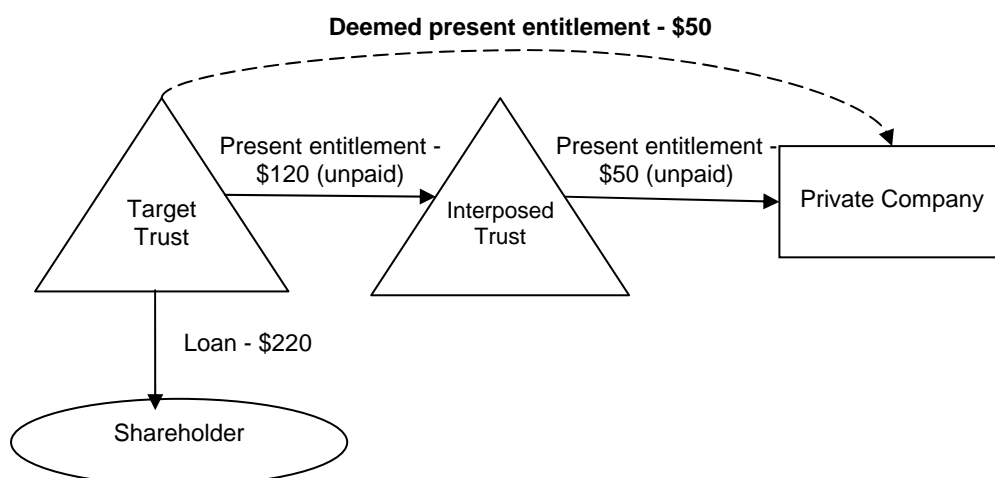 Deemed present entitlement - $50
Present entitlement -
$120 (unpaid)
Present entitlement -
$50 (unpaid)
Target
Trust
Interposed
Trust
Private Company
Loan - $220
Shareholder